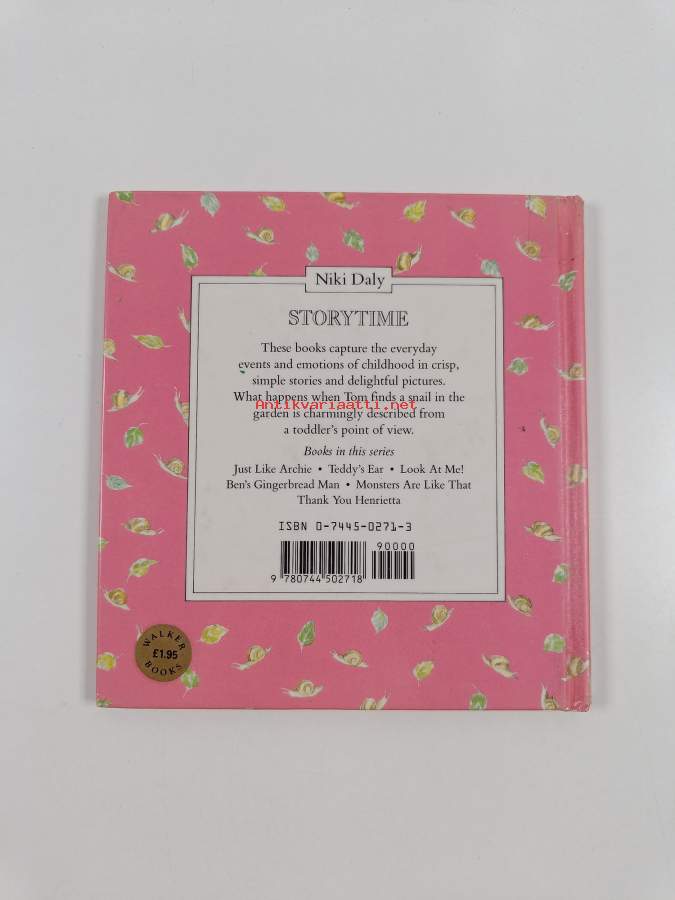 Niki Daly
STORYTIME
These books capture the everyday
events and emotions of childhood in crisp,
simple stories and delightful pictures.
What happens when Tom finds a snail in the
Antikvariaatti.net
garden is charmingly described from
a toddler's point of view.
Books in this series
Just Like Archie • Teddy's Ear • Look At Me!
Ben's Gingerbread Man • Monsters Are Like That
Thank You Henrietta
ISBN 0-7445-0271-3
90000
9 780744 502718
WALKER
£1.95
BOOKS